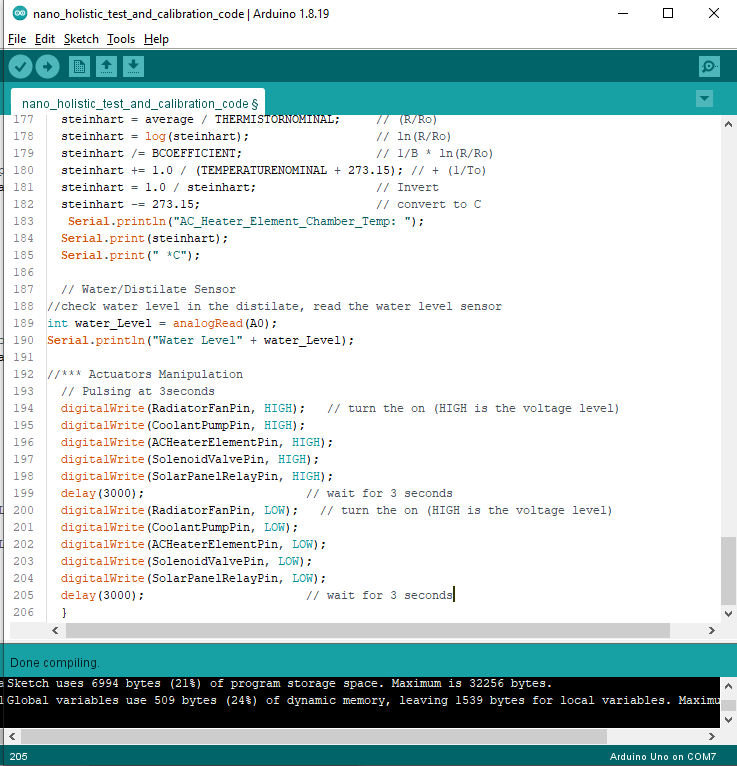 nano_holistic_test_and_calibration_code | Arduino 1.8.19
File Edit Sketch Tools Help
nano_holistic_test_and_calibration_code §
177 steinhart = average / THERMISTORNOMINAL; // (R/Ro)
178 steinhart = log(steinhart); // ln(R/Ro)
179 steinhart /= BCOEFFICIENT; // 1/B * ln(R/Ro)
180 steinhart += 1.0 / (TEMPERATURENOMINAL + 273.15); // + (1/To)
181 steinhart = 1.0 / steinhart; // Invert
182 steinhart -= 273.15; // convert to C
183 Serial.println("AC_Heater_Element_Chamber_Temp: ");
184 Serial.print(steinhart);
185 Serial.print(" *C");
186
187 // Water/Distilate Sensor
188 //check water level in the distilate, read the water level sensor
189 int water_Level = analogRead(A0);
190 Serial.println("Water Level" + water_Level);
191
192 //*** Actuators Manipulation
193 // Pulsing at 3seconds
194 digitalWrite(RadiatorFanPin, HIGH); // turn the on (HIGH is the voltage level)
195 digitalWrite(CoolantPumpPin, HIGH);
196 digitalWrite(ACHeaterElementPin, HIGH);
197 digitalWrite(SolenoidValvePin, HIGH);
198 digitalWrite(SolarPanelRelayPin, HIGH);
199 delay(3000); // wait for 3 seconds
200 digitalWrite(RadiatorFanPin, LOW); // turn the on (HIGH is the voltage level)
201 digitalWrite(CoolantPumpPin, LOW);
202 digitalWrite(ACHeaterElementPin, LOW);
203 digitalWrite(SolenoidValvePin, LOW);
204 digitalWrite(SolarPanelRelayPin, LOW);
205 delay(3000); // wait for 3 seconds
206 }
Done compiling.
Sketch uses 6994 bytes (21%) of program storage space. Maximum is 32256 bytes.
Global variables use 509 bytes (24%) of dynamic memory, leaving 1539 bytes for local variables. Maximu
205
Arduino Uno on COM7